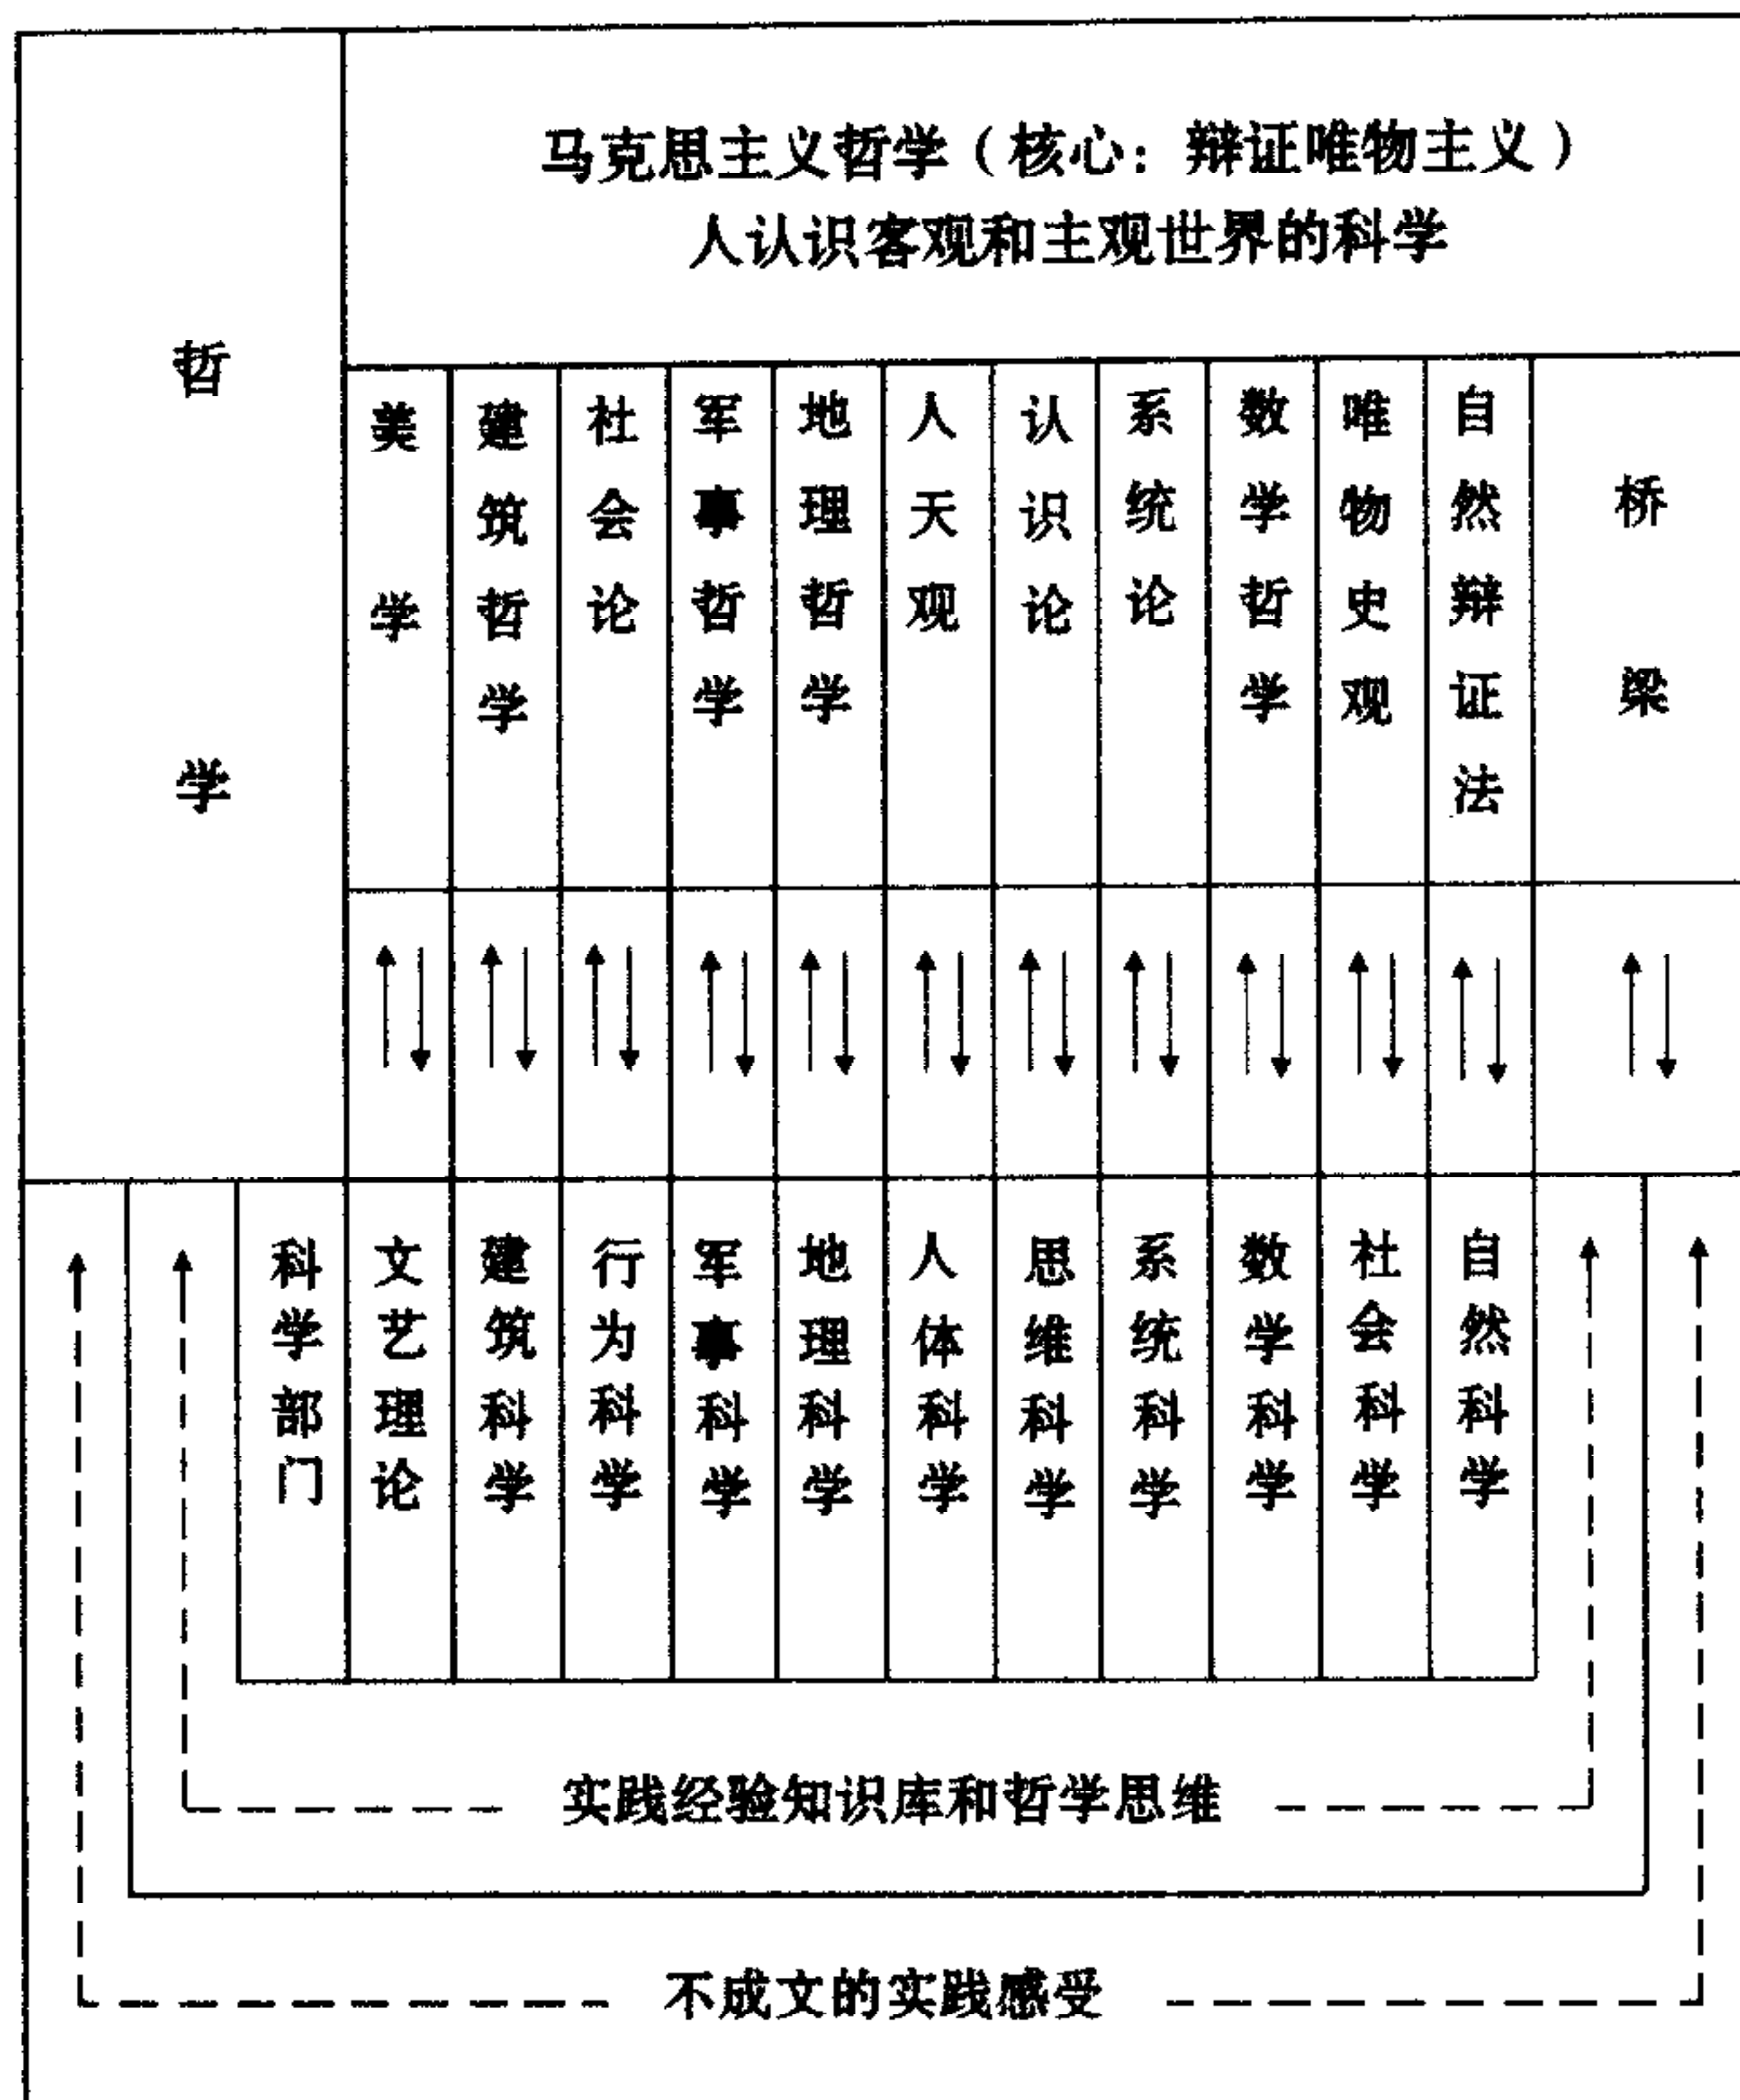 马克思主义哲学（核心：辩证唯物主义）
人认识客观和主观世界的科学
哲学
美学
建筑哲学
社会论
军事哲学
地理哲学
人天观
认识论
系统论
数学哲学
唯物史观
自然辩证法
桥梁
科学部门
文艺理论
建筑科学
行为科学
军事科学
地理科学
人体科学
思维科学
系统科学
数学科学
社会科学
自然科学
实践经验知识库和哲学思维
不成文的实践感受